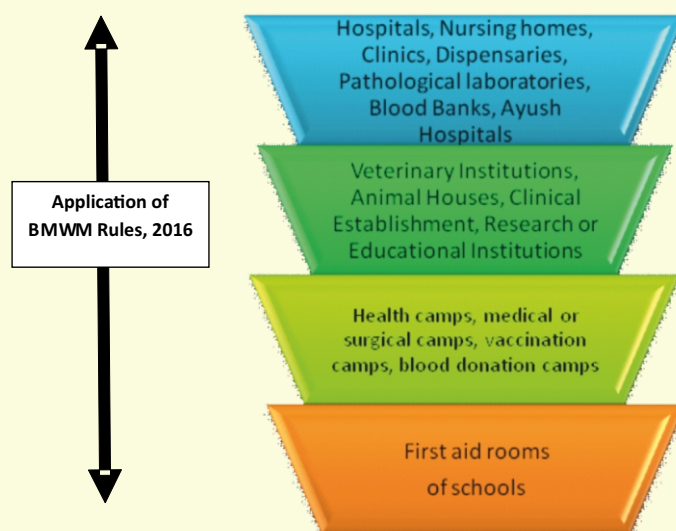 Application of
BMWM Rules, 2016
Hospitals, Nursing homes,
Clinics, Dispensaries,
Pathological laboratories,
Blood Banks, Ayush
Hospitals
Veterinary Institutions,
Animal Houses, Clinical
Establishment, Research or
Educational Institutions
Health camps, medical or
surgical camps, vaccination
camps, blood donation camps
First aid rooms
of schools